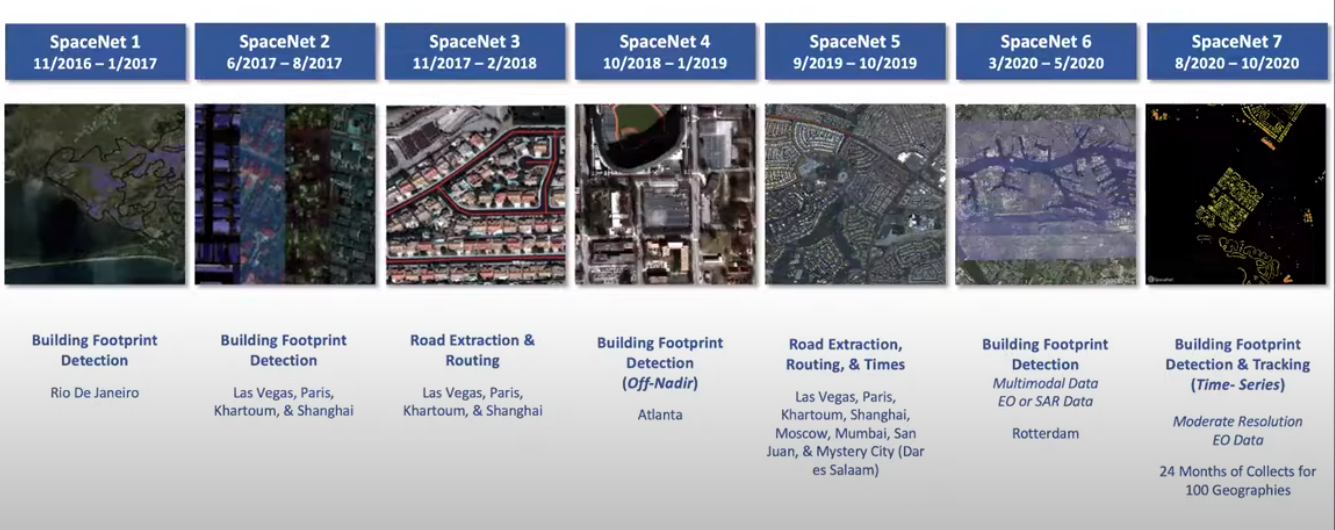 SpaceNet 1
11/2016 – 1/2017
SpaceNet 2
6/2017 – 8/2017
SpaceNet 3
11/2017 – 2/2018
SpaceNet 4
10/2018 – 1/2019
SpaceNet 5
9/2019 – 10/2019
SpaceNet 6
3/2020 – 5/2020
SpaceNet 7
8/2020 – 10/2020
SpaceNet
Building Footprint
Detection
Rio De Janeiro
Building Footprint
Detection
Las Vegas, Paris,
Khartoum, & Shanghai
Road Extraction &
Routing
Las Vegas, Paris,
Khartoum, & Shanghai
Building Footprint
Detection
(Off-Nadir)
Atlanta
Road Extraction,
Routing, & Times
Las Vegas, Paris,
Khartoum, Shanghai,
Moscow, Mumbai, San
Juan, & Mystery City (Dar
es Salaam)
Building Footprint
Detection
Multimodal Data
EO or SAR Data
Rotterdam
Building Footprint
Detection & Tracking
(Time- Series)
Moderate Resolution
EO Data
24 Months of Collects for
100 Geographies